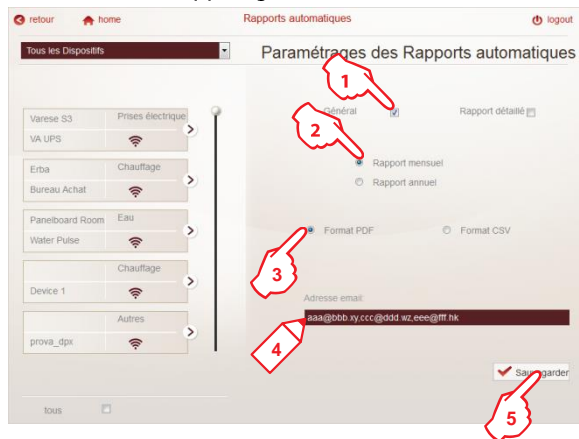 retour home Rapports automatiques logout
Tous les Dispositifs
Paramétrages des Rapports automatiques
1
Général Rapport détaillé
2
Varese S3 Prises électrique
VA UPS
Rapport mensuel
Erba Chauffage
Bureau Achat
Rapport annuel
Panelboard Room Eau
Water Pulse
Format PDF Format CSV
3
Chauffage
Device 1
Adresse email:
aaa@bbb.xy,ccc@ddd.wz,eee@fff.hk
Autres
prova_dpx
4
Sauvegarder
tous
5